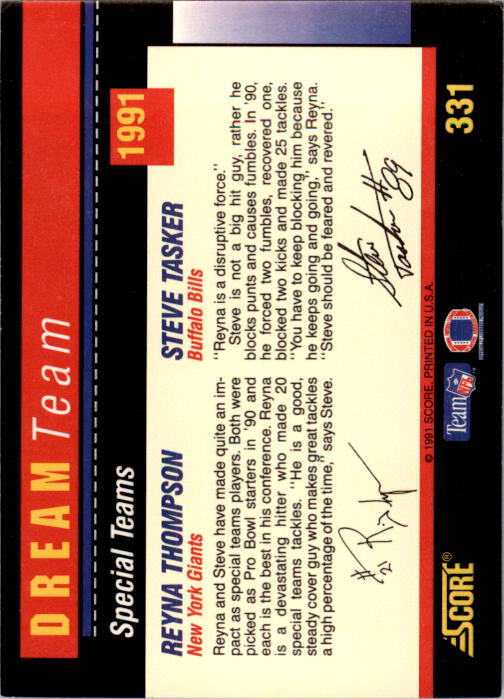 DREAM Team
Special Teams
1991
REYNA THOMPSON
New York Giants
Reyna and Steve have made quite an im-
pact as special teams players. Both were
picked as Pro Bowl starters in '90 and
each is the best in his conference. Reyna
is a devastating hitter who made 20
special teams tackles. "He is a good,
steady cover guy who makes great tackles
a high percentage of the time," says Steve.
STEVE TASKER
Buffalo Bills
"Reyna is a disruptive force."
Steve is not a big hit guy, rather he
blocks punts and causes fumbles. In '90,
he forced two fumbles, recovered one,
blocked two kicks and made 25 tackles.
"You have to keep blocking him because
he keeps going and going," says Reyna.
"Steve should be feared and revered."
Steve
Tasker 89
© 1991 SCORE, PRINTED IN U.S.A.
SCORE®
Team NFL™
331